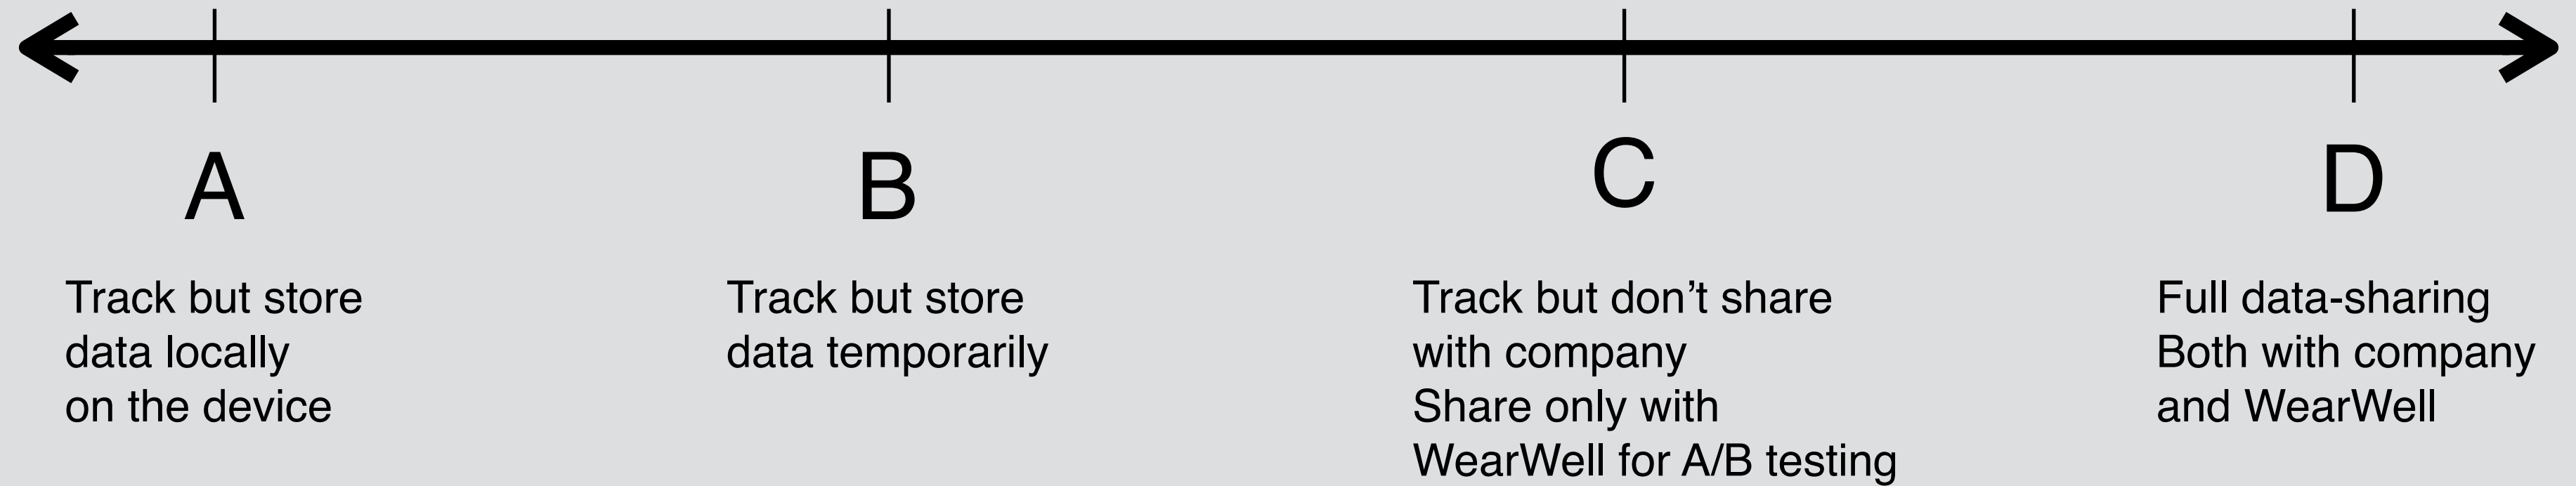 A
Track but store
data locally
on the device
B
Track but store
data temporarily
C
Track but don’t share
with company
Share only with
WearWell for A/B testing
D
Full data-sharing
Both with company
and WearWell